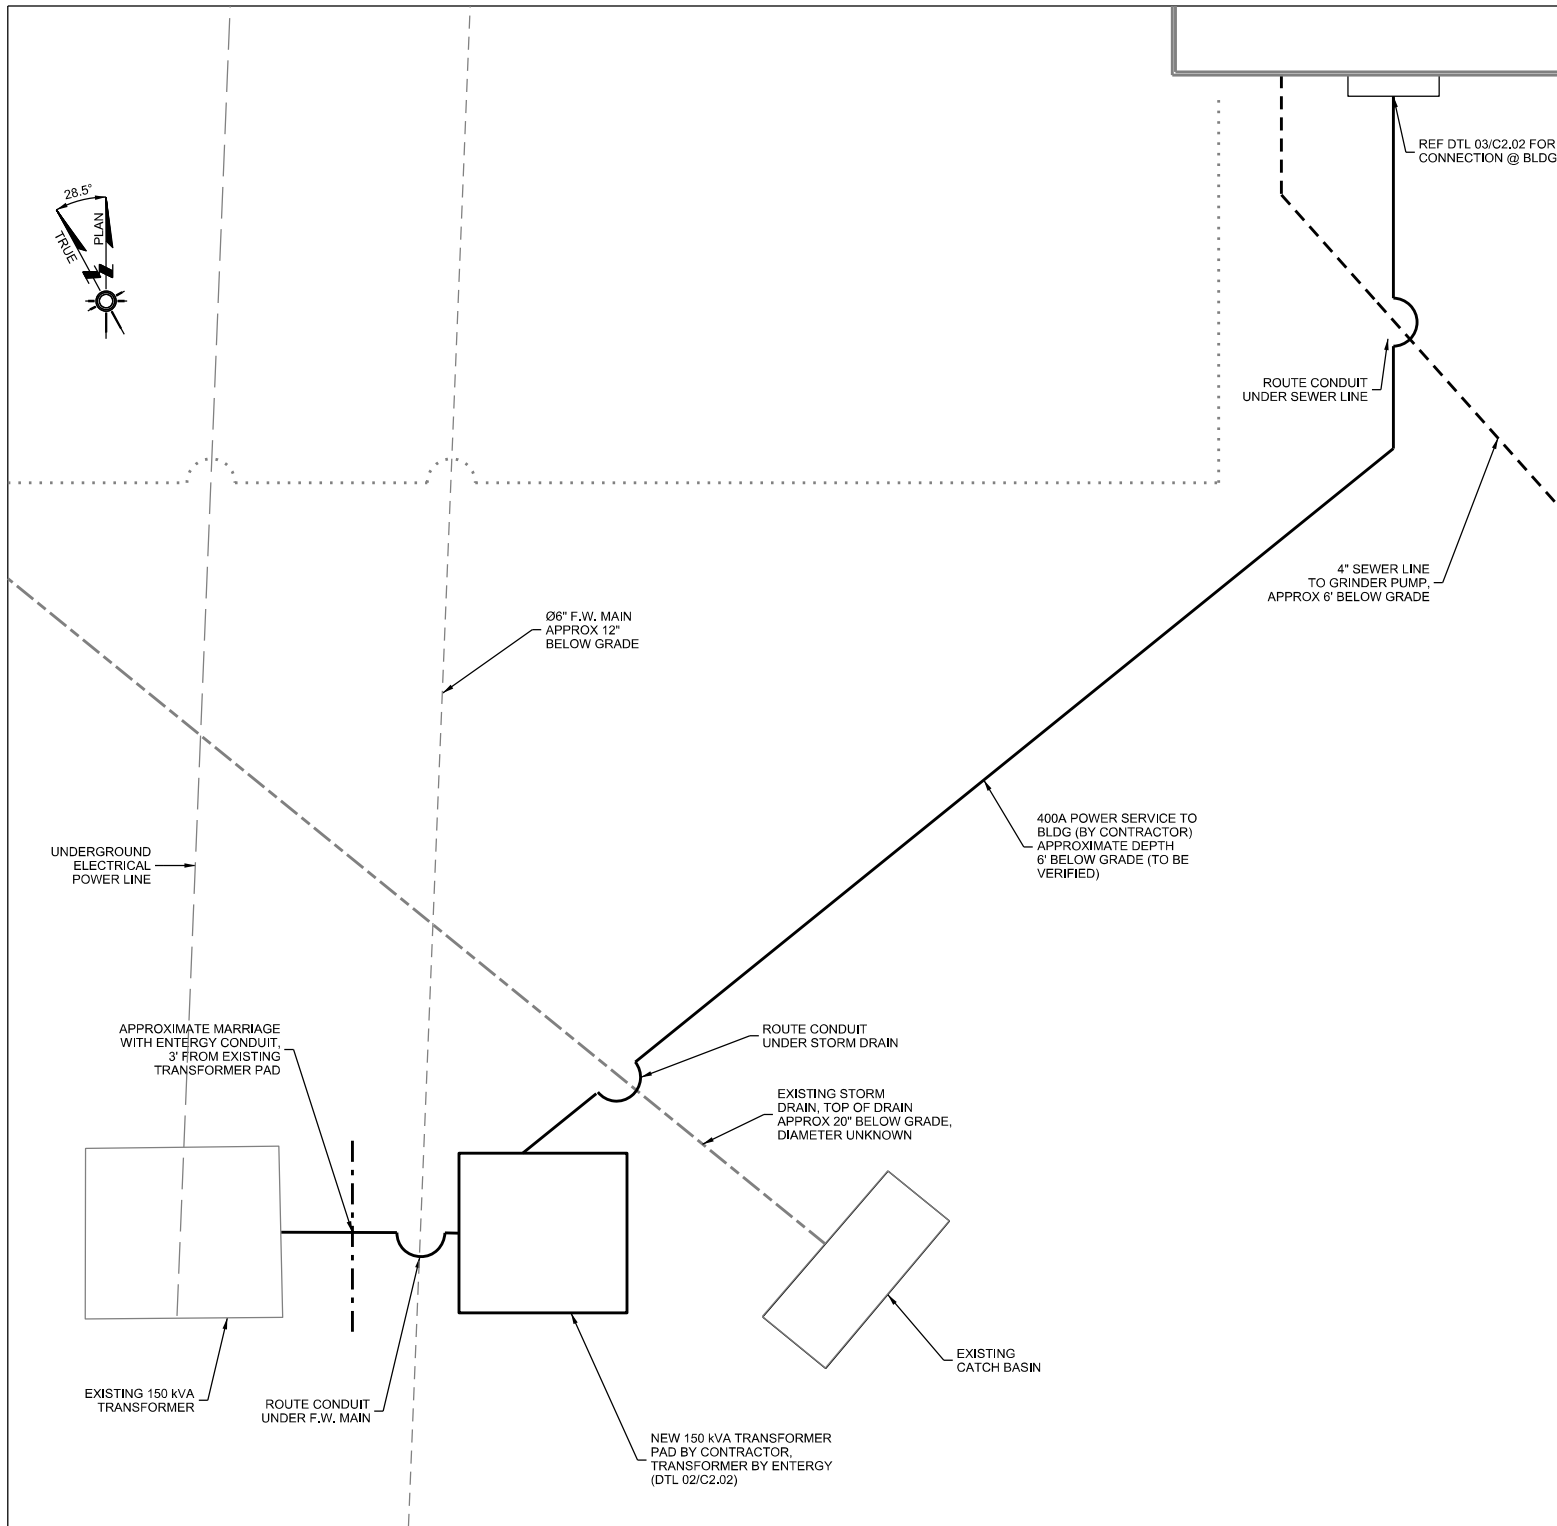 REF DTL 03/C2.02 FOR
CONNECTION @ BLDG
28.5°
PLAN
TRUE
ROUTE CONDUIT
UNDER SEWER LINE
4" SEWER LINE
TO GRINDER PUMP,
APPROX 6' BELOW GRADE
Ø6" F.W. MAIN
APPROX 12"
BELOW GRADE
400A POWER SERVICE TO
BLDG (BY CONTRACTOR)
APPROXIMATE DEPTH
6' BELOW GRADE (TO BE
VERIFIED)
UNDERGROUND
ELECTRICAL
POWER LINE
APPROXIMATE MARRIAGE
WITH ENTERGY CONDUIT,
3' FROM EXISTING
TRANSFORMER PAD
ROUTE CONDUIT
UNDER STORM DRAIN
EXISTING STORM
DRAIN, TOP OF DRAIN
APPROX 20" BELOW GRADE,
DIAMETER UNKNOWN
EXISTING
CATCH BASIN
EXISTING 150 kVA
TRANSFORMER
ROUTE CONDUIT
UNDER F.W. MAIN
NEW 150 kVA TRANSFORMER
PAD BY CONTRACTOR,
TRANSFORMER BY ENTERGY
(DTL 02/C2.02)